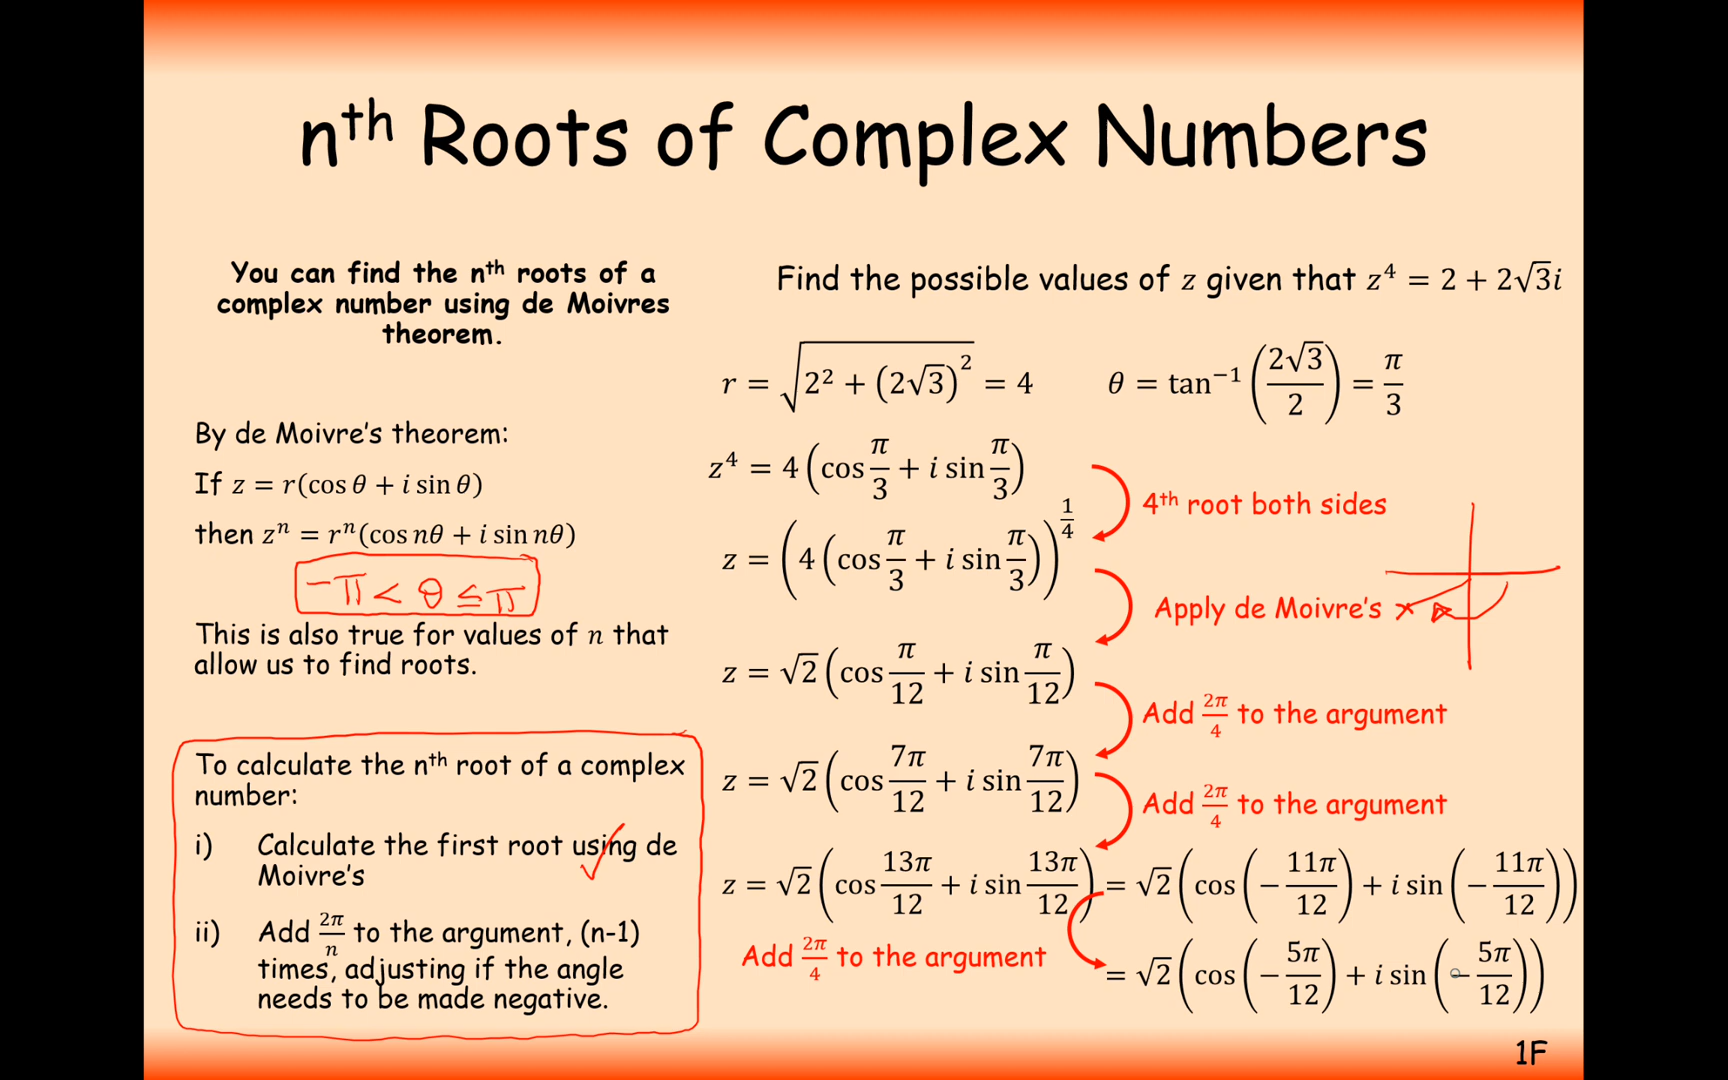 nᵗʰ Roots of Complex Numbers
You can find the nᵗʰ roots of a
complex number using de Moivres
theorem.
By de Moivre's theorem:
If z = r(cos θ + i sin θ)
then zⁿ = rⁿ(cos nθ + i sin nθ)
-π < θ ≤ π
This is also true for values of n that
allow us to find roots.
To calculate the nᵗʰ root of a complex
number:
i) Calculate the first root using de
Moivre's
ii) Add 2π/n to the argument, (n-1)
times, adjusting if the angle
needs to be made negative.
Find the possible values of z given that z⁴ = 2 + 2√3i
r = √(2² + (2√3)²) = 4
θ = tan⁻¹(2√3/2) = π/3
z⁴ = 4(cos π/3 + i sin π/3)
4ᵗʰ root both sides
z = (4(cos π/3 + i sin π/3))^(1/4)
Apply de Moivre's
z = √2(cos π/12 + i sin π/12)
Add 2π/4 to the argument
z = √2(cos 7π/12 + i sin 7π/12)
Add 2π/4 to the argument
z = √2(cos 13π/12 + i sin 13π/12) = √2(cos(-11π/12) + i sin(-11π/12))
Add 2π/4 to the argument
= √2(cos(-5π/12) + i sin(-5π/12))
1F